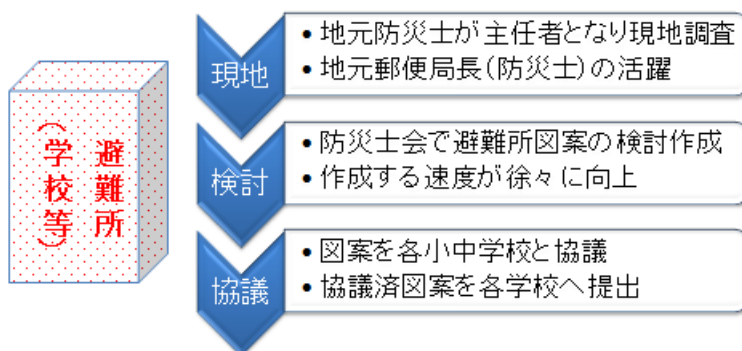 避難所
(学校等)
現地
• 地元防災士が主任者となり現地調査
• 地元郵便局長(防災士)の活躍
検討
• 防災士会で避難所図案の検討作成
• 作成する速度が徐々に向上
協議
• 図案を各小中学校と協議
• 協議済図案を各学校へ提出